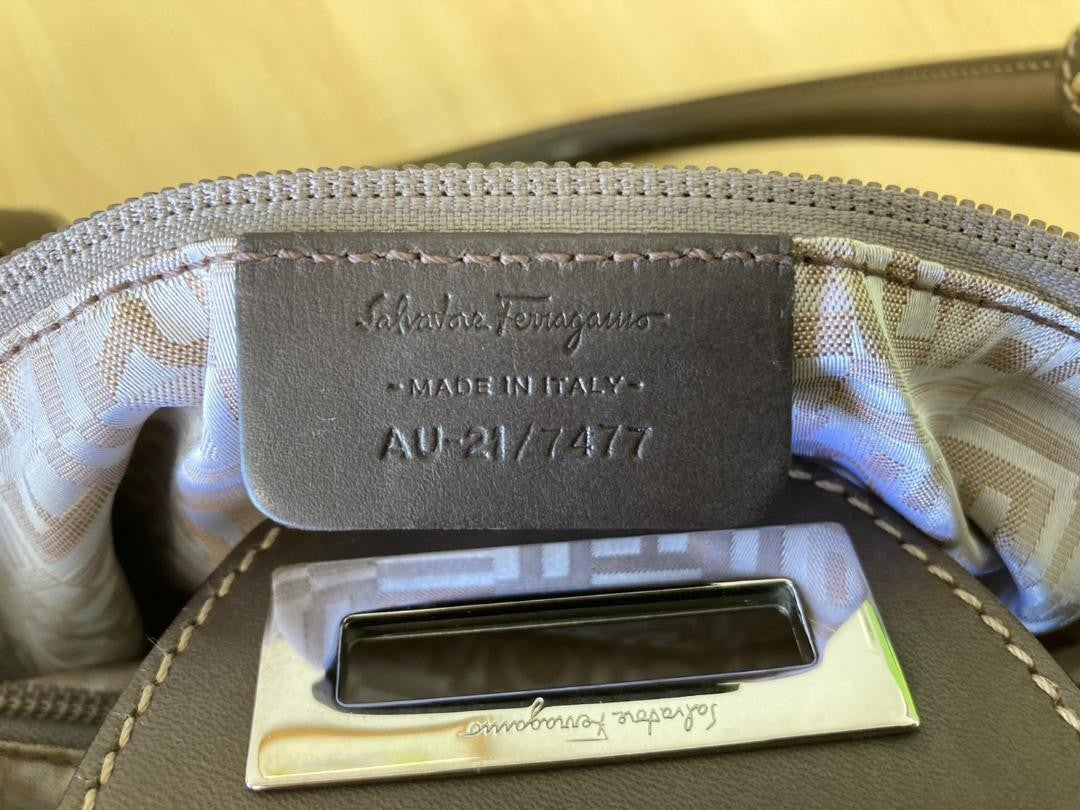 Salvatore Ferragamo
-MADE IN ITALY-
AU-21/7477
Salvatore Ferragamo